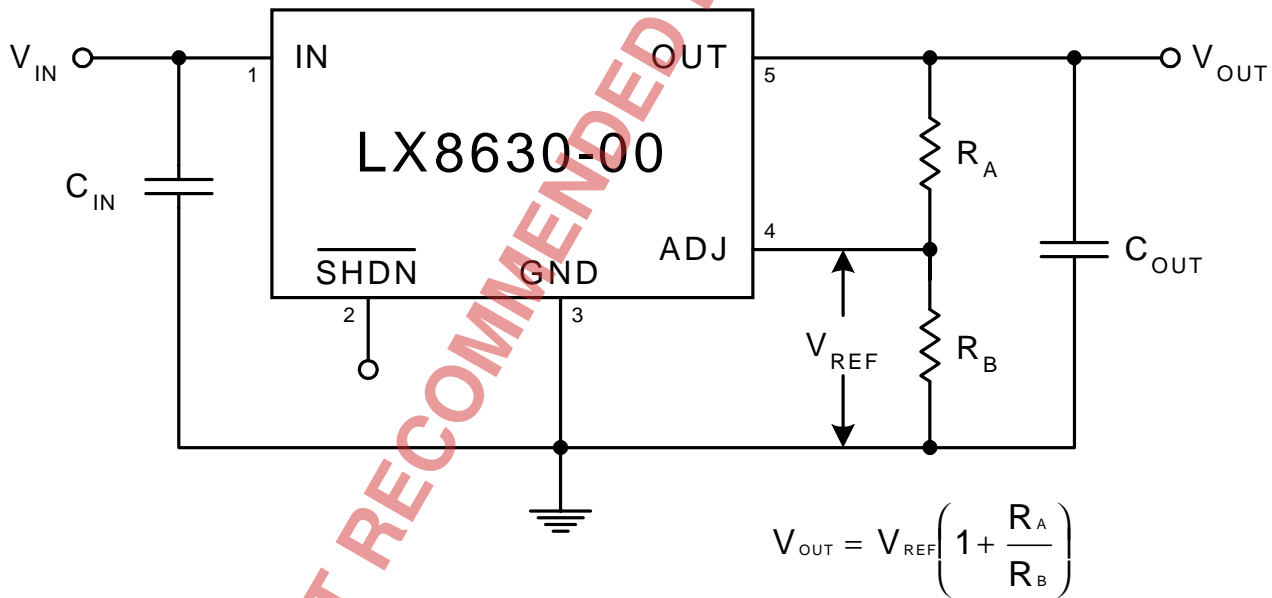 V_IN
1
IN
OUT
5
V_OUT
LX8630-00
R_A
C_IN
ADJ
4
C_OUT
SHDN
GND
2
3
V_REF
R_B
V_OUT = V_REF(1 + R_A/R_B)
RECOMMENDED